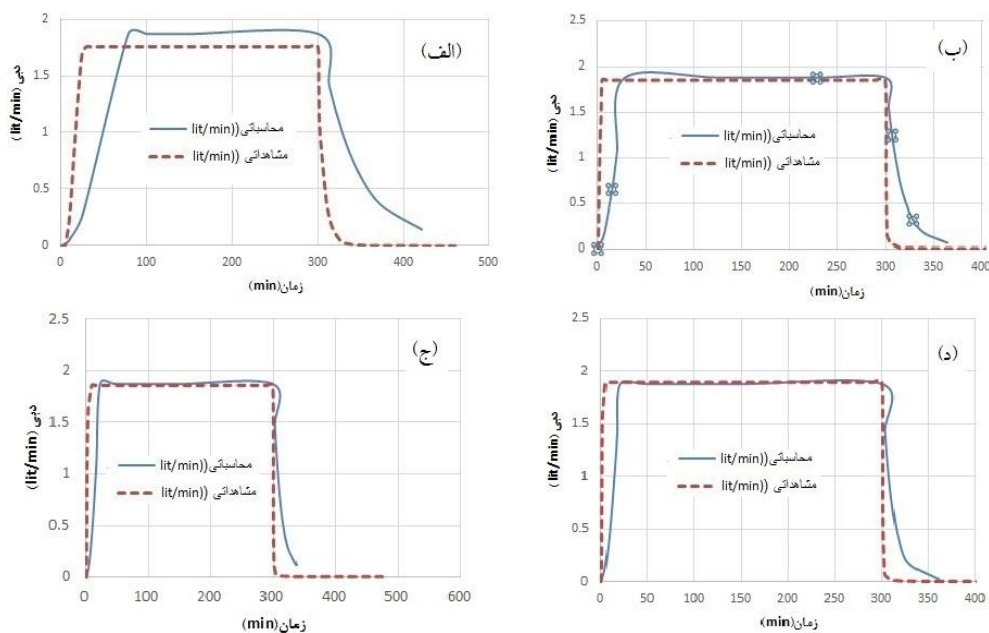 (الف)
دبی (lit/min)
2
1.5
1
0.5
0
محاسباتی((lit/min
مشاهداتی ((lit/min
0 100 200 300 400 500
زمان(min)
(ب)
دبی (lit/min)
2.5
2
1.5
1
0.5
0
محاسباتی((lit/min
مشاهداتی ((lit/min
0 50 100 150 200 250 300 350 400
زمان(min)
(ج)
دبی (lit/min)
2.5
2
1.5
1
0.5
0
محاسباتی((lit/min
مشاهداتی ((lit/min
0 100 200 300 400 500 600
زمان(min)
(د)
دبی (lit/min)
2.5
2
1.5
1
0.5
0
محاسباتی((lit/min
مشاهداتی ((lit/min
0 50 100 150 200 250 300 350 400
زمان(min)